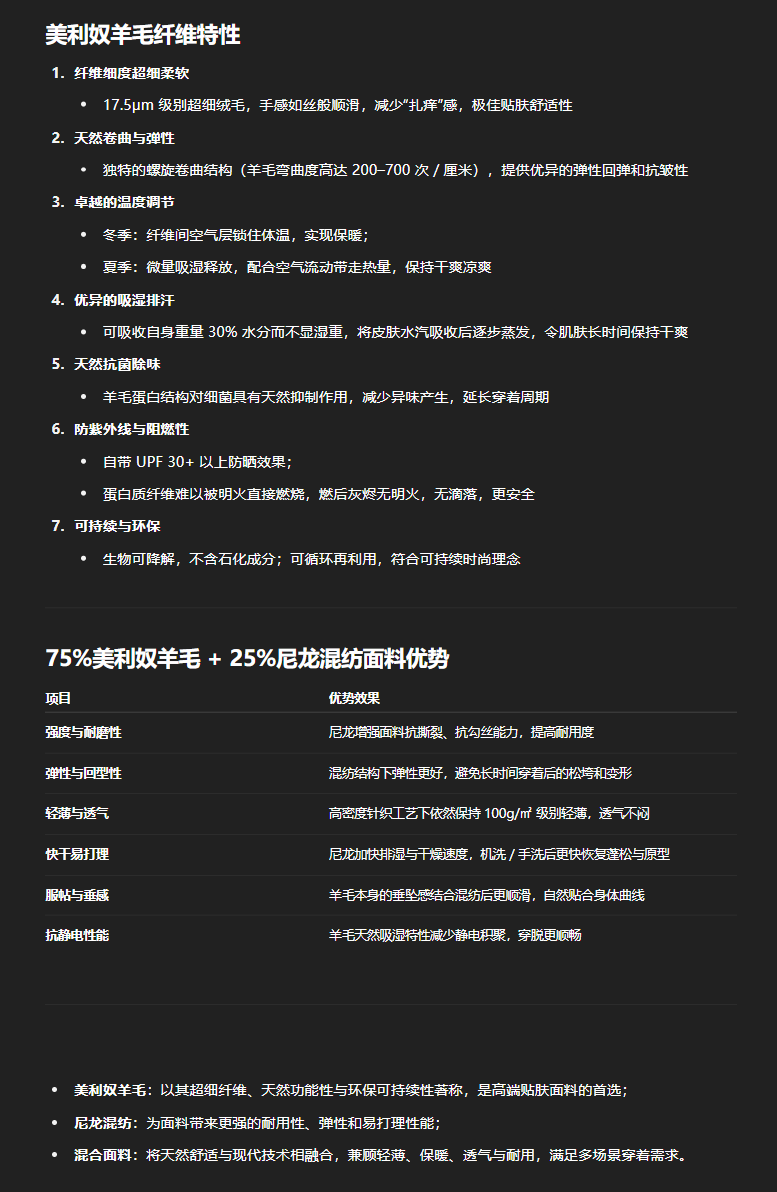 美利奴羊毛纤维特性
1. 纤维细度超细柔软
• 17.5μm 级别超细绒毛，手感如丝般顺滑，减少“扎痒”感，极佳贴肤舒适性
2. 天然卷曲与弹性
• 独特的螺旋卷曲结构（羊毛弯曲度高达 200–700 次 / 厘米），提供优异的弹性回弹和抗皱性
3. 卓越的温度调节
• 冬季：纤维间空气层锁住体温，实现保暖；
• 夏季：微量吸湿释放，配合空气流动带走热量，保持干爽凉爽
4. 优异的吸湿排汗
• 可吸收自身重量 30% 水分而不显湿重，将皮肤水汽吸收后逐步蒸发，令肌肤长时间保持干爽
5. 天然抗菌除味
• 羊毛蛋白结构对细菌具有天然抑制作用，减少异味产生，延长穿着周期
6. 防紫外线与阻燃性
• 自带 UPF 30+ 以上防晒效果；
• 蛋白质纤维难以被明火直接燃烧，燃后灰烬无明火，无滴落，更安全
7. 可持续与环保
• 生物可降解，不含石化成分；可循环再利用，符合可持续时尚理念
75%美利奴羊毛 + 25%尼龙混纺面料优势
项目 优势效果
强度与耐磨性 尼龙增强面料抗撕裂、抗勾丝能力，提高耐用度
弹性与回型性 混纺结构下弹性更好，避免长时间穿着后的松垮和变形
轻薄与透气 高密度针织工艺下依然保持 100g/㎡ 级别轻薄，透气不闷
快干易打理 尼龙加快排湿与干燥速度，机洗 / 手洗后更快恢复蓬松与原型
服帖与垂感 羊毛本身的垂坠感结合混纺后更顺滑，自然贴合身体曲线
抗静电性能 羊毛天然吸湿特性减少静电积聚，穿脱更顺畅
• 美利奴羊毛：以其超细纤维、天然功能性与环保可持续性著称，是高端贴肤面料的首选；
• 尼龙混纺：为面料带来更强的耐用性、弹性和易打理性能；
• 混合面料：将天然舒适与现代技术相融合，兼顾轻薄、保暖、透气与耐用，满足多场景穿着需求。